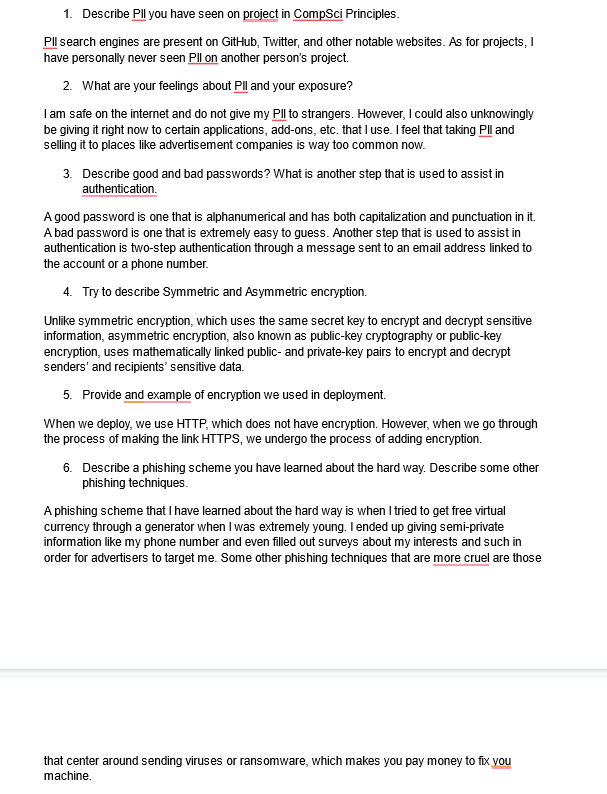 1. Describe PII you have seen on project in CompSci Principles.
PII search engines are present on GitHub, Twitter, and other notable websites. As for projects, I
have personally never seen PII on another person's project.
2. What are your feelings about PII and your exposure?
I am safe on the internet and do not give my PII to strangers. However, I could also unknowingly
be giving it right now to certain applications, add-ons, etc. that I use. I feel that taking PII and
selling it to places like advertisement companies is way too common now.
3. Describe good and bad passwords? What is another step that is used to assist in
authentication.
A good password is one that is alphanumerical and has both capitalization and punctuation in it.
A bad password is one that is extremely easy to guess. Another step that is used to assist in
authentication is two-step authentication through a message sent to an email address linked to
the account or a phone number.
4. Try to describe Symmetric and Asymmetric encryption.
Unlike symmetric encryption, which uses the same secret key to encrypt and decrypt sensitive
information, asymmetric encryption, also known as public-key cryptography or public-key
encryption, uses mathematically linked public- and private-key pairs to encrypt and decrypt
senders' and recipients' sensitive data.
5. Provide and example of encryption we used in deployment.
When we deploy, we use HTTP, which does not have encryption. However, when we go through
the process of making the link HTTPS, we undergo the process of adding encryption.
6. Describe a phishing scheme you have learned about the hard way. Describe some other
phishing techniques.
A phishing scheme that I have learned about the hard way is when I tried to get free virtual
currency through a generator when I was extremely young. I ended up giving semi-private
information like my phone number and even filled out surveys about my interests and such in
order for advertisers to target me. Some other phishing techniques that are more cruel are those
that center around sending viruses or ransomware, which makes you pay money to fix you
machine.